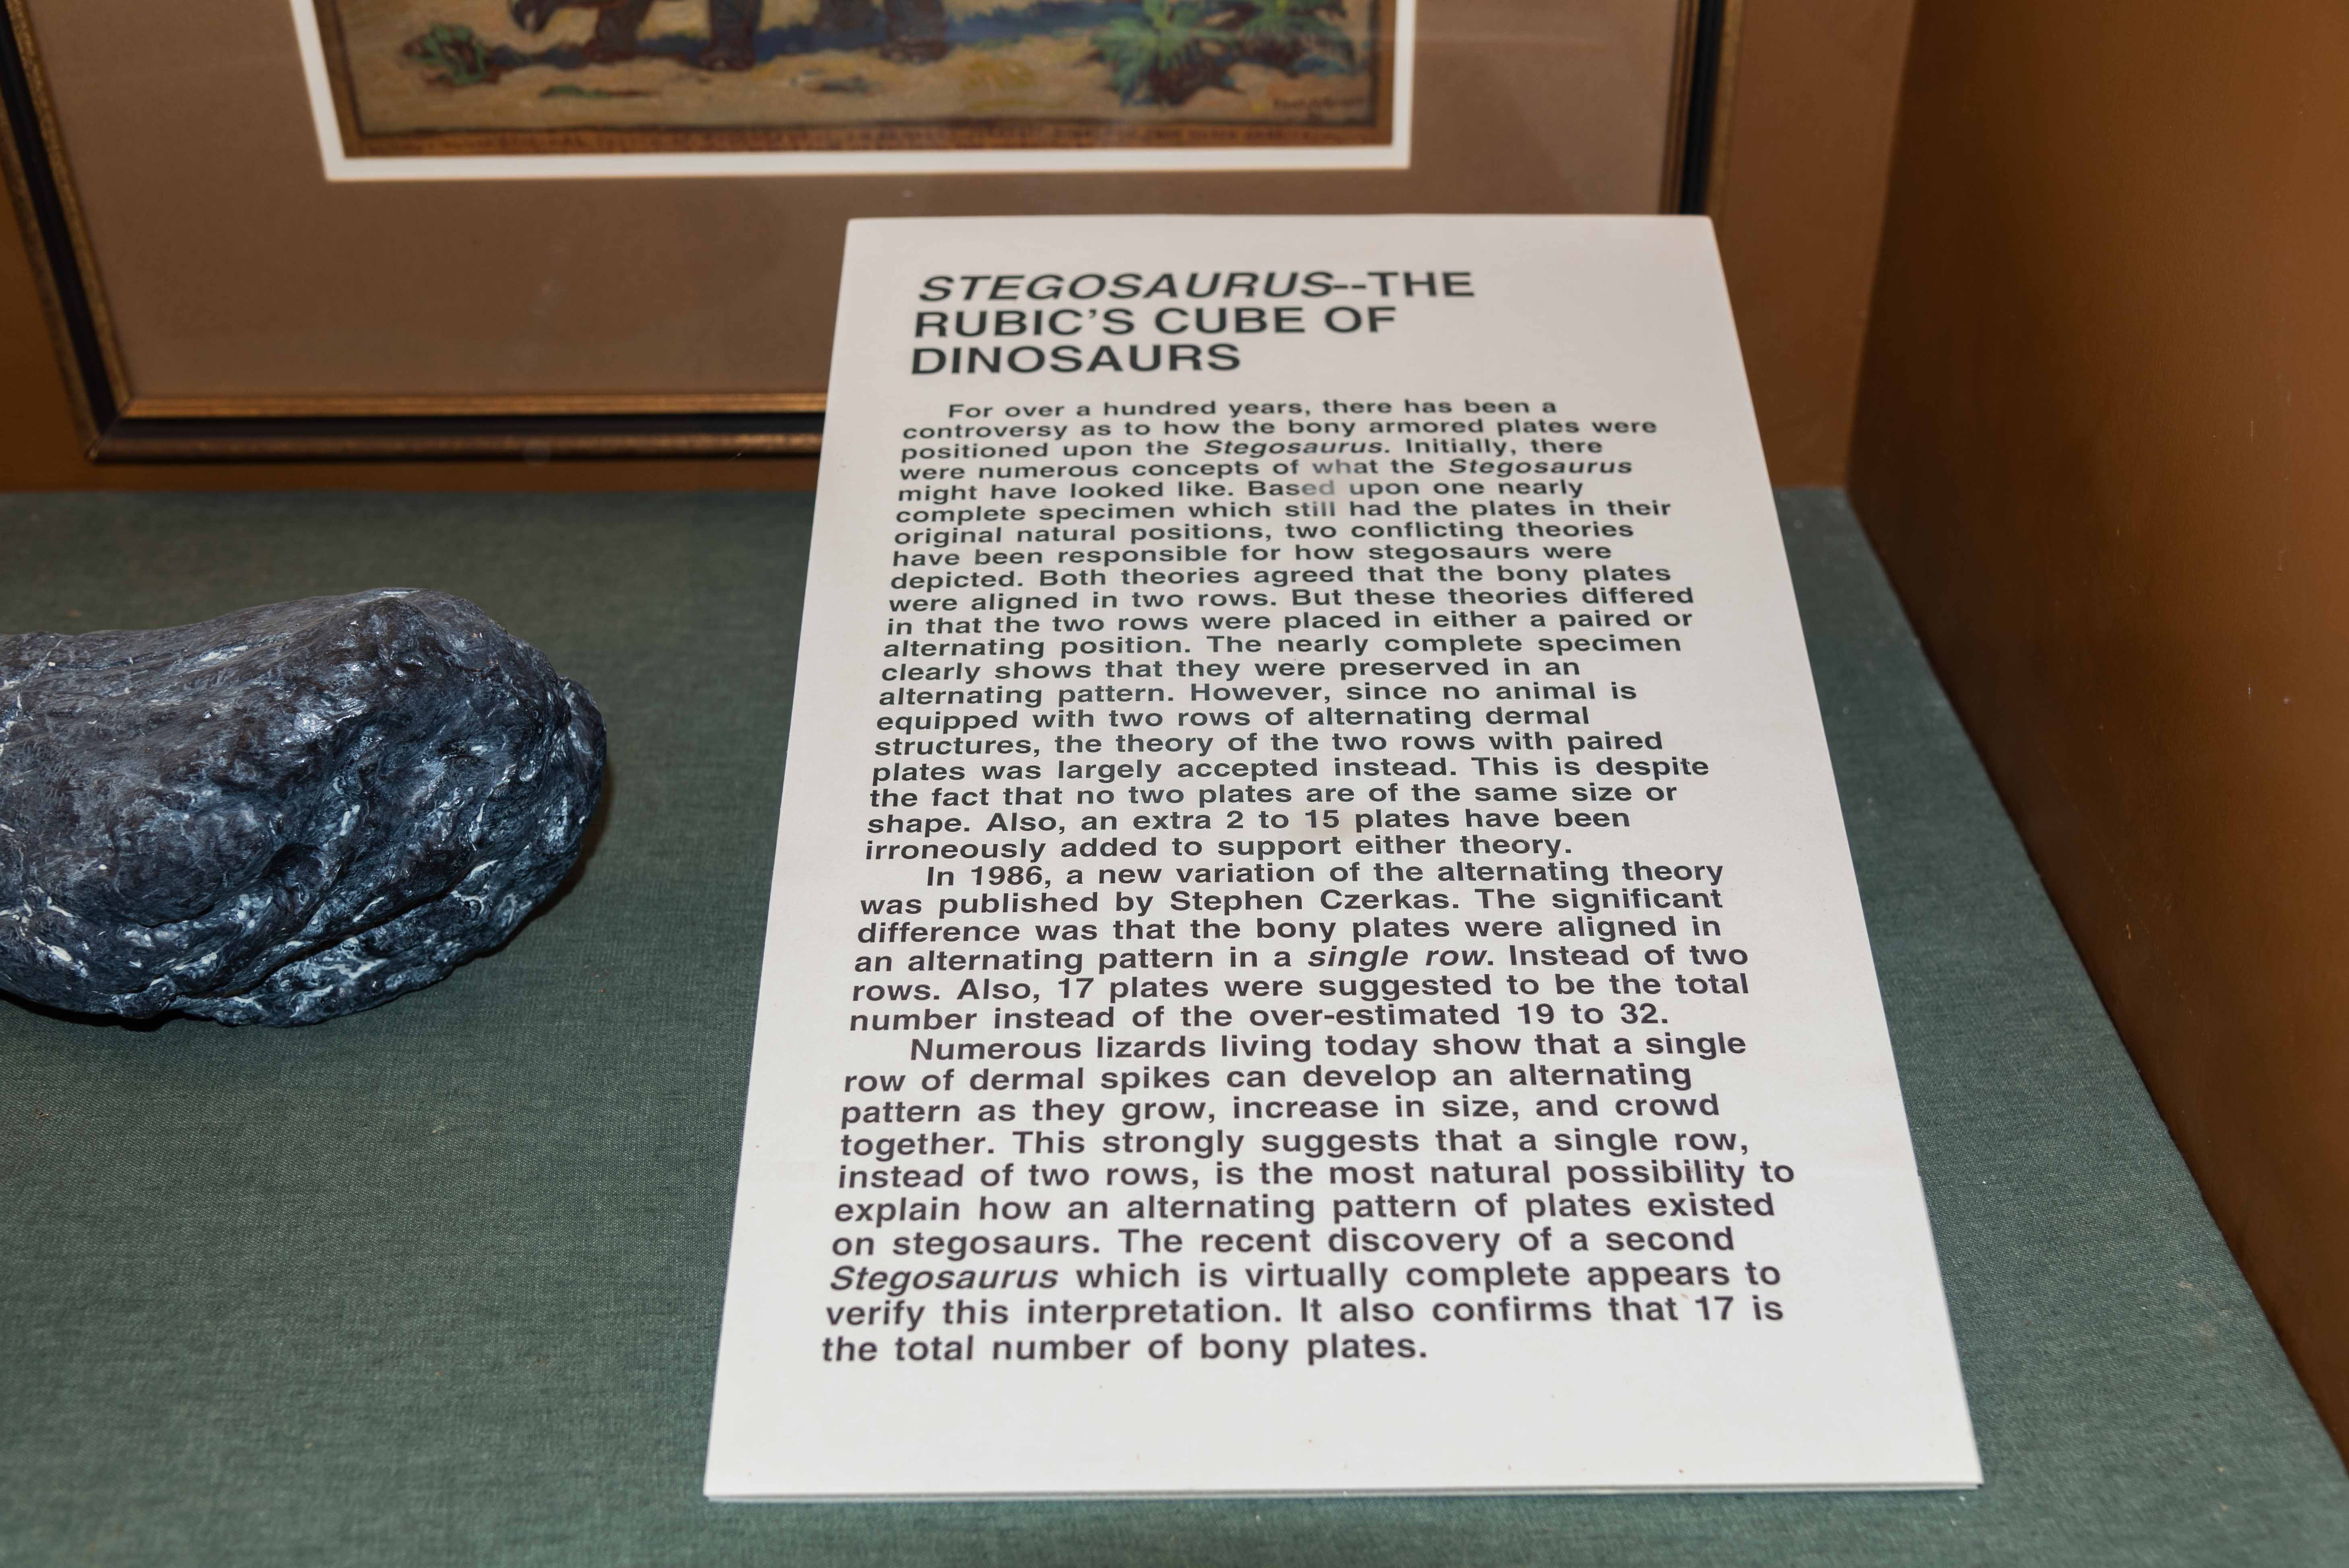 STEGOSAURUS--THE
RUBIC'S CUBE OF
DINOSAURS
For over a hundred years, there has been a
controversy as to how the bony armored plates were
positioned upon the Stegosaurus. Initially, there
were numerous concepts of what the Stegosaurus
might have looked like. Based upon one nearly
complete specimen which still had the plates in their
original natural positions, two conflicting theories
have been responsible for how stegosaurs were
depicted. Both theories agreed that the bony plates
were aligned in two rows. But these theories differed
in that the two rows were placed in either a paired or
alternating position. The nearly complete specimen
clearly shows that they were preserved in an
alternating pattern. However, since no animal is
equipped with two rows of alternating dermal
structures, the theory of the two rows with paired
plates was largely accepted instead. This is despite
the fact that no two plates are of the same size or
shape. Also, an extra 2 to 15 plates have been
irroneously added to support either theory.
In 1986, a new variation of the alternating theory
was published by Stephen Czerkas. The significant
difference was that the bony plates were aligned in
an alternating pattern in a single row. Instead of two
rows. Also, 17 plates were suggested to be the total
number instead of the over-estimated 19 to 32.
Numerous lizards living today show that a single
row of dermal spikes can develop an alternating
pattern as they grow, increase in size, and crowd
together. This strongly suggests that a single row,
instead of two rows, is the most natural possibility to
explain how an alternating pattern of plates existed
on stegosaurs. The recent discovery of a second
Stegosaurus which is virtually complete appears to
verify this interpretation. It also confirms that 17 is
the total number of bony plates.